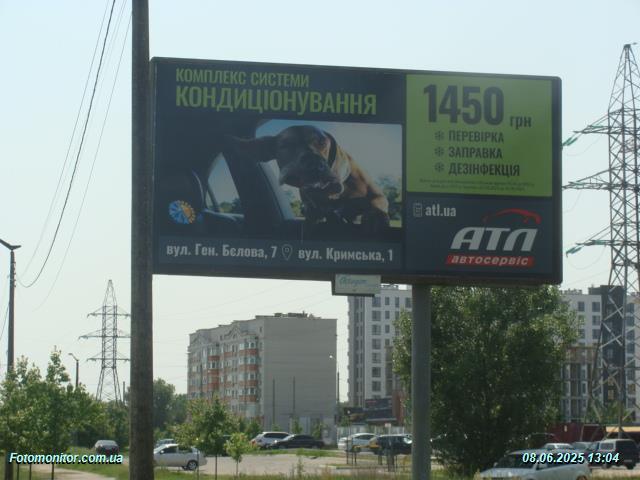 КОМПЛЕКС СИСТЕМИ
КОНДИЦІОНУВАННЯ
1450 грн
ПЕРЕВІРКА
ЗАПРАВКА
ДЕЗІНФЕКЦІЯ
atl.ua
АТЛ
автосервіс
вул. Ген. Бєлова, 7 вул. Кримська, 1
Fotomonitor.com.ua
08.06.2025 13:04